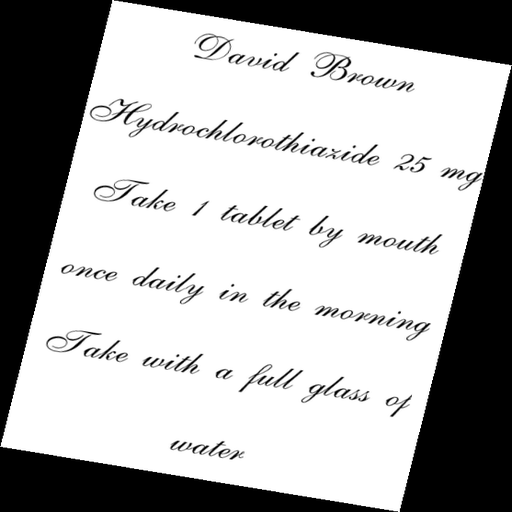 David Brown
Hydrochlorothiazide 25 mg
Take 1 tablet by mouth
once daily in the morning
Take with a full glass of
water